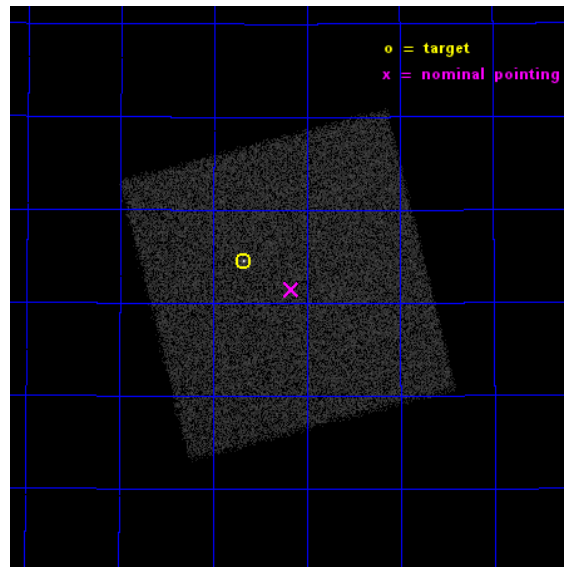 o = target
x = nominal pointing